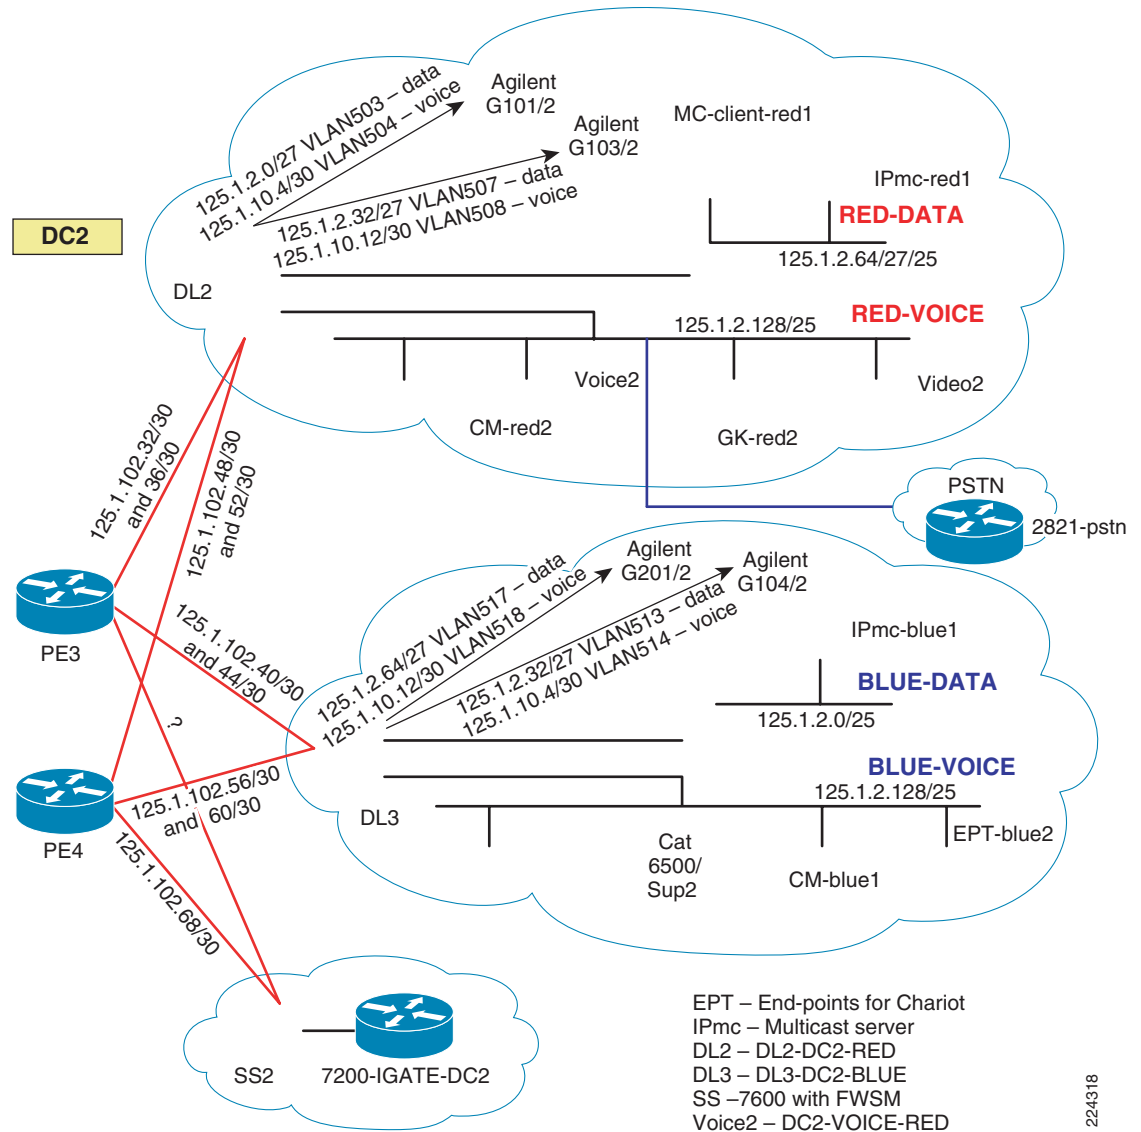 Agilent
G101/2
MC-client-red1
Agilent
G103/2
125.1.2.0/27 VLAN503 – data
125.1.10.4/30 VLAN504 – voice
125.1.2.32/27 VLAN507 – data
125.1.10.12/30 VLAN508 – voice
IPmc-red1
RED-DATA
125.1.2.64/27/25
DC2
DL2
RED-VOICE
125.1.2.128/25
Voice2
Video2
CM-red2
GK-red2
125.1.102.32/30
and 36/30
125.1.102.48/30
and 52/30
PSTN
2821-pstn
PE3
125.1.102.40/30
and 44/30
?
Agilent
G201/2
Agilent
G104/2
125.1.2.64/27 VLAN517 – data
125.1.10.12/30 VLAN518 – voice
125.1.2.32/27 VLAN513 – data
125.1.10.4/30 VLAN514 – voice
IPmc-blue1
BLUE-DATA
125.1.2.0/25
BLUE-VOICE
125.1.2.128/25
PE4
125.1.102.56/30
and 60/30
125.1.102.68/30
DL3
Cat
6500/
Sup2
CM-blue1
EPT-blue2
SS2
7200-IGATE-DC2
EPT – End-points for Chariot
IPmc – Multicast server
DL2 – DL2-DC2-RED
DL3 – DL3-DC2-BLUE
SS –7600 with FWSM
Voice2 – DC2-VOICE-RED
224318